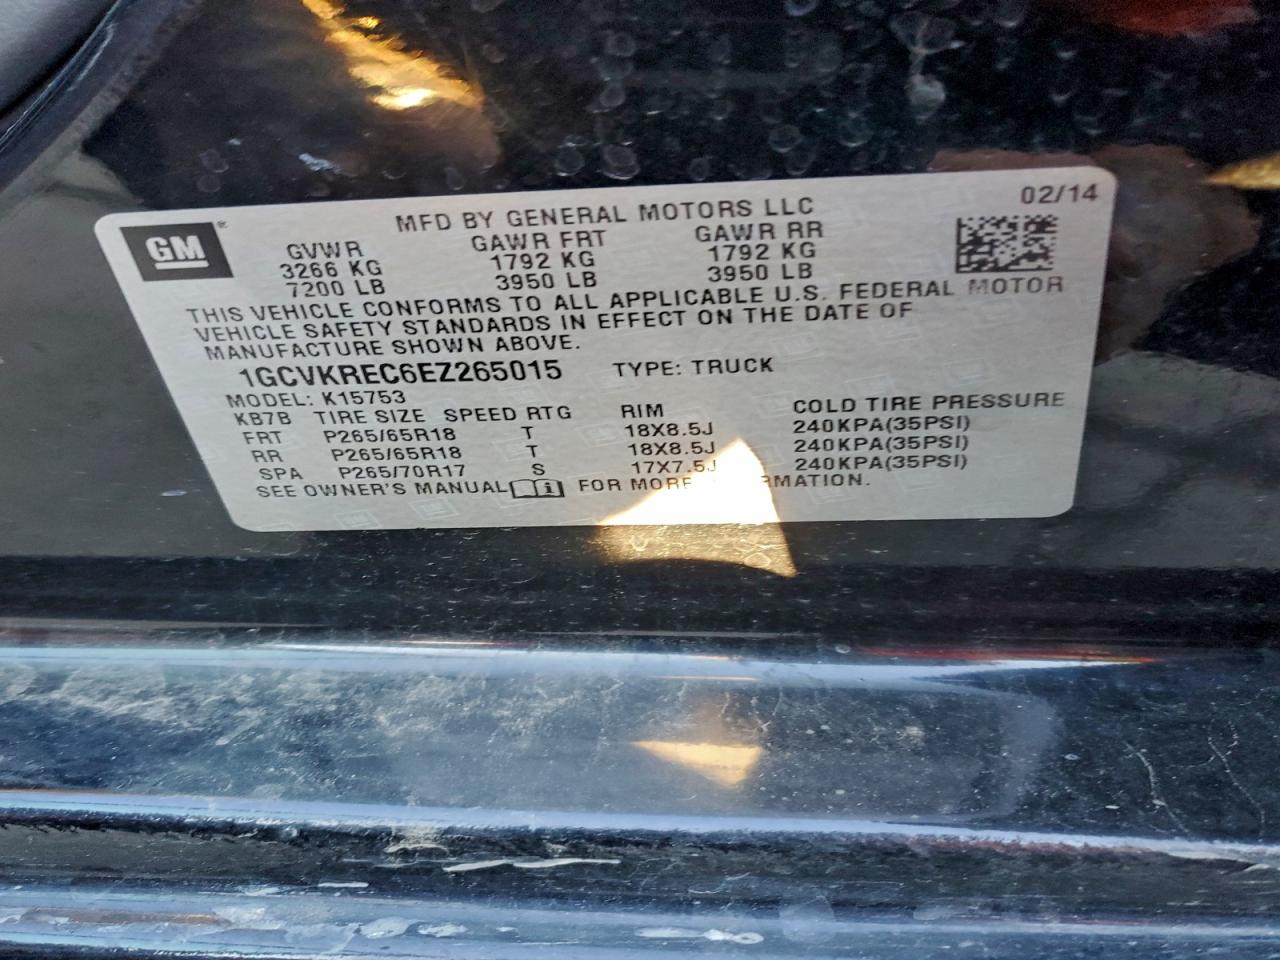 GM ®
MFD BY GENERAL MOTORS LLC 02/14
GVWR GAWR FRT GAWR RR
3266 KG 1792 KG 1792 KG
7200 LB 3950 LB 3950 LB
THIS VEHICLE CONFORMS TO ALL APPLICABLE U.S. FEDERAL MOTOR
VEHICLE SAFETY STANDARDS IN EFFECT ON THE DATE OF
MANUFACTURE SHOWN ABOVE.
1GCVKREC6EZ265015 TYPE: TRUCK
MODEL: K15753
KB7B TIRE SIZE SPEED RTG RIM COLD TIRE PRESSURE
FRT P265/65R18 T 18X8.5J 240KPA(35PSI)
RR P265/65R18 T 18X8.5J 240KPA(35PSI)
SPA P265/70R17 S 17X7.5J 240KPA(35PSI)
SEE OWNER'S MANUAL FOR MORE